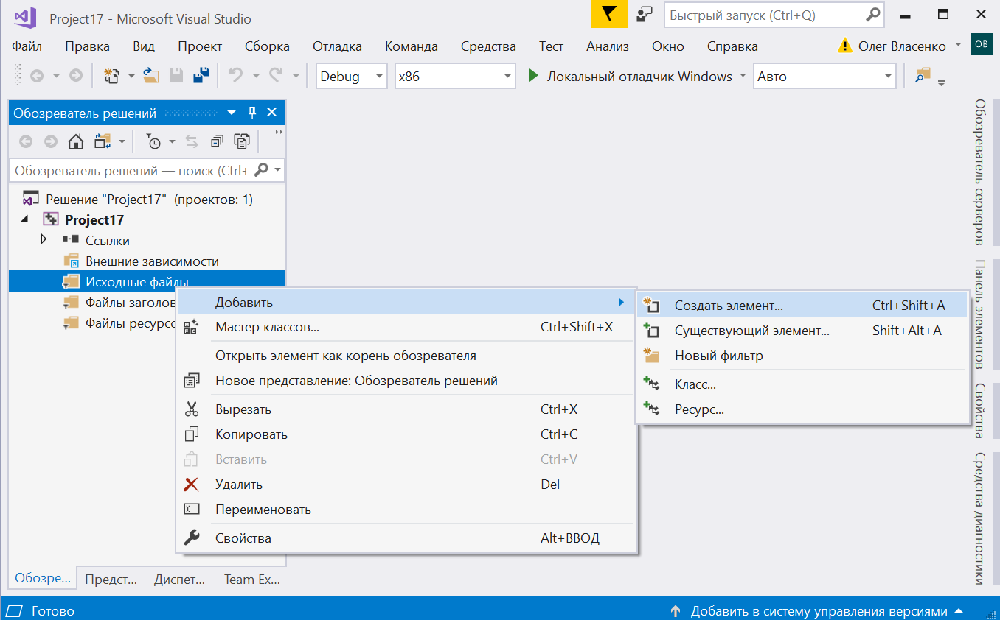 Project17 - Microsoft Visual Studio
Быстрый запуск (Ctrl+Q)
Файл Правка Вид Проект Сборка Отладка Команда Средства Тест Анализ Окно Справка Олег Власенко ОВ
Debug x86 Локальный отладчик Windows Авто
Обозреватель решений
Обозреватель решений — поиск (Ctrl+
Решение "Project17" (проектов: 1)
Project17
Ссылки
Внешние зависимости
Исходные файлы
Файлы заголов
Файлы ресурсо
Добавить
Мастер классов... Ctrl+Shift+X
Открыть элемент как корень обозревателя
Новое представление: Обозреватель решений
Вырезать Ctrl+X
Копировать Ctrl+C
Вставить Ctrl+V
Удалить Del
Переименовать
Свойства Alt+ВВОД
Создать элемент... Ctrl+Shift+A
Существующий элемент... Shift+Alt+A
Новый фильтр
Класс...
Ресурс...
Обозреватель серверов
Панель элементов
Свойства
Средства диагностики
Обозре... Предст... Диспет... Team Ex...
Готово
Добавить в систему управления версиями